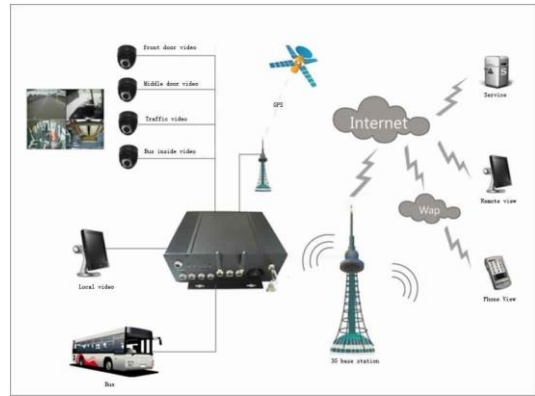 front door video
Middle door video
Traffic video
Bus inside video
GPS
Internet
Service
Remote view
Wap
Phone View
Local video
3G base station
Bus